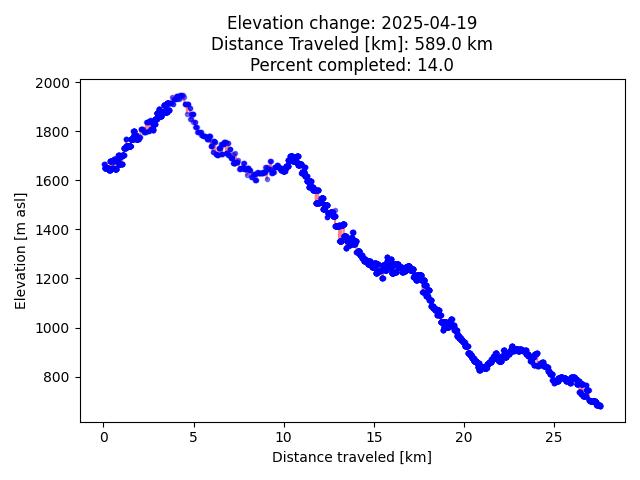 Elevation change: 2025-04-19
Distance Traveled [km]: 589.0 km
Percent completed: 14.0
2000
1800
1600
1400
1200
1000
800
Elevation [m asl]
0 5 10 15 20 25
Distance traveled [km]